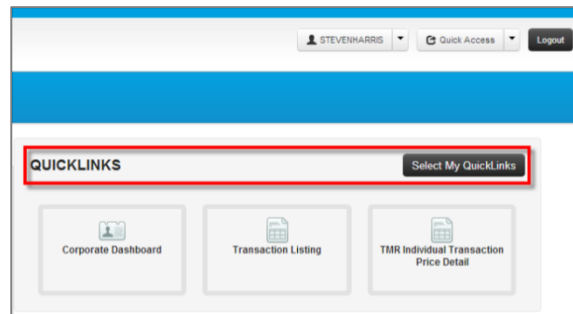 STEVENHARRIS Quick Access Logout
QUICKLINKS Select My QuickLinks
Corporate Dashboard Transaction Listing TMR Individual Transaction
Price Detail